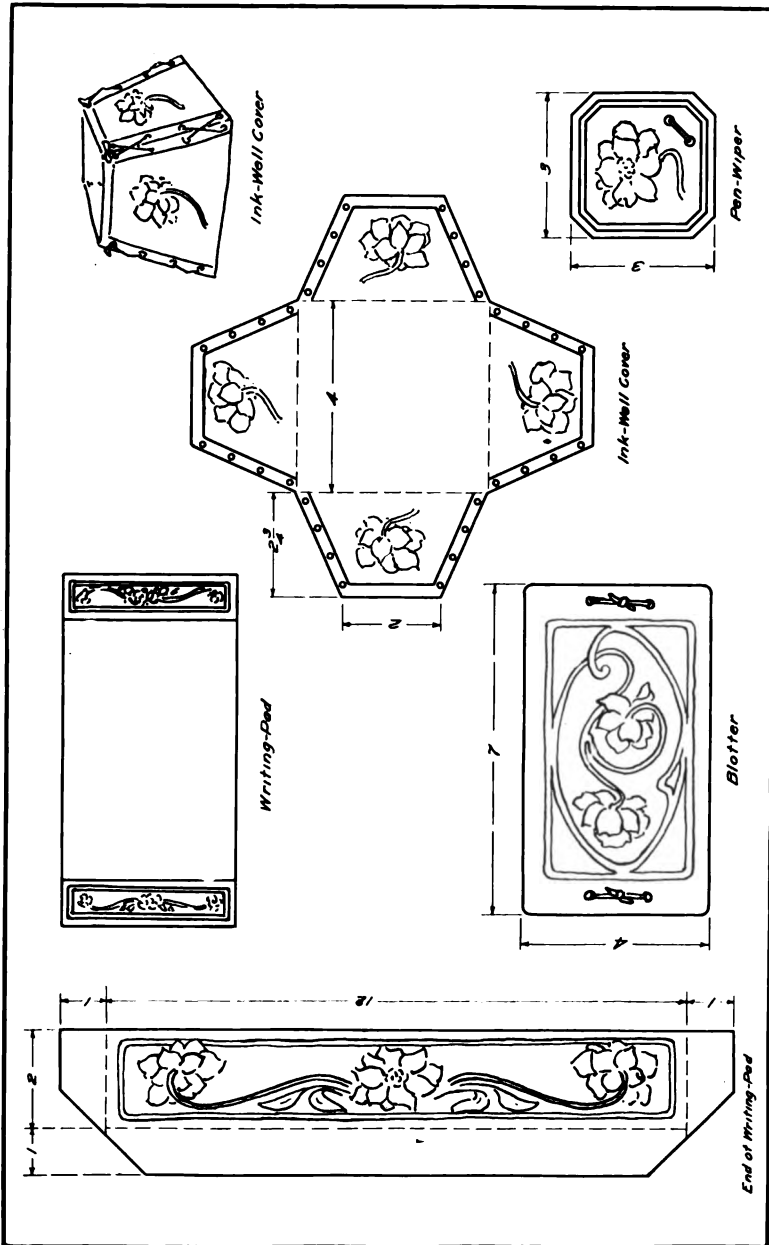 Ink-Well Cover
3
3
Pen-Wiper
4
2 3/4
2
Ink-Well Cover
Writing-Pad
7
4
Blotter
1
12
1
2
1
End of Writing-Pad